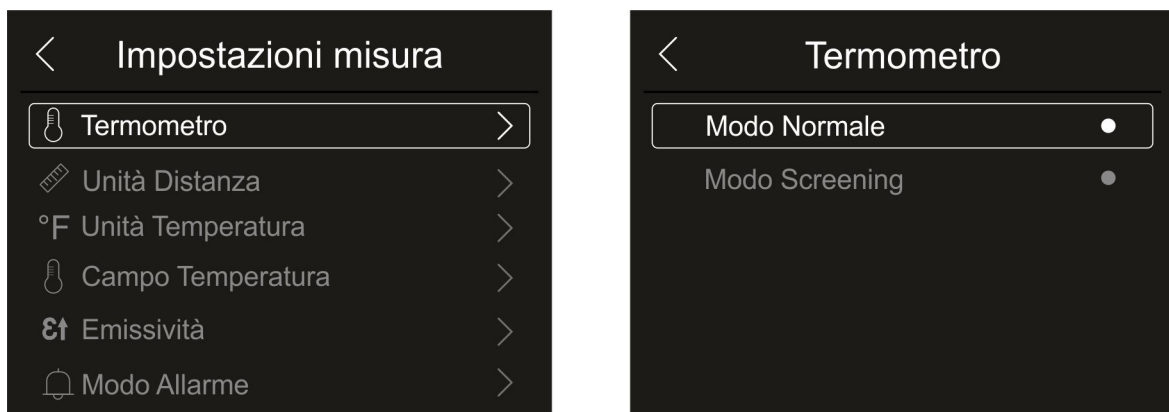 Impostazioni misura
Termometro
Unità Distanza
°F Unità Temperatura
Campo Temperatura
Ɛ↑ Emissività
Modo Allarme
Termometro
Modo Normale
Modo Screening